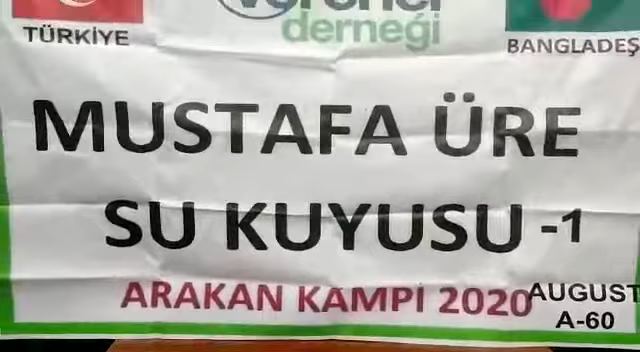 TÜRKİYE
derneği
BANGLADEŞ
MUSTAFA ÜRE
SU KUYUSU -1
ARAKAN KAMPI 2020
AUGUST
A-60